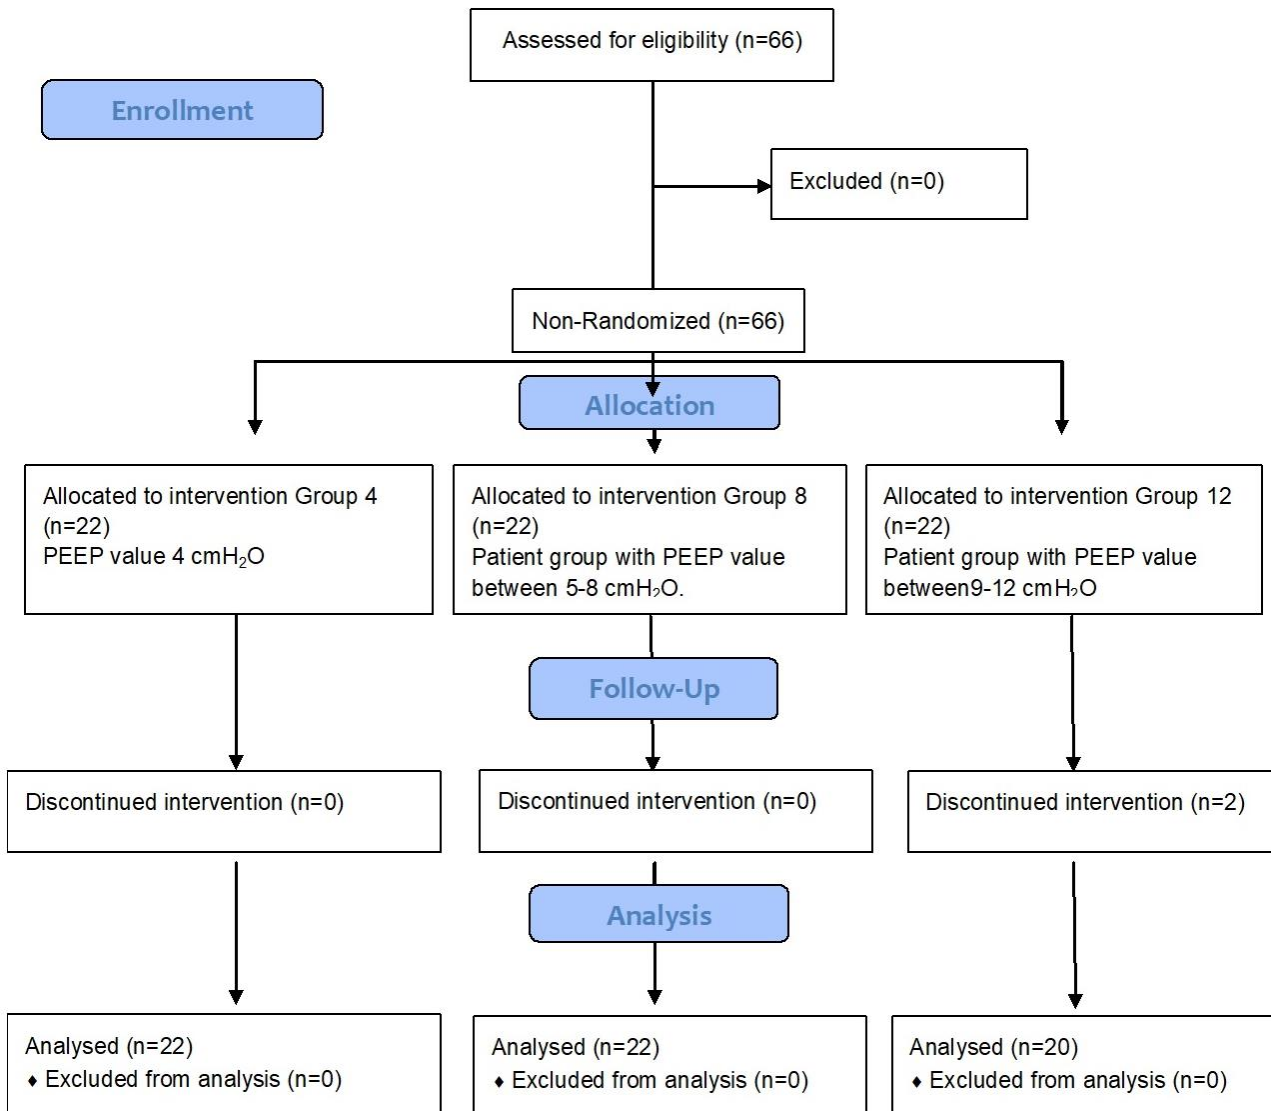 Assessed for eligibility (n=66)
Enrollment
Excluded (n=0)
Non-Randomized (n=66)
Allocation
Allocated to intervention Group 4
(n=22)
PEEP value 4 cmH₂O
Allocated to intervention Group 8
(n=22)
Patient group with PEEP value
between 5-8 cmH₂O.
Allocated to intervention Group 12
(n=22)
Patient group with PEEP value
between9-12 cmH₂O
Follow-Up
Discontinued intervention (n=0)
Discontinued intervention (n=0)
Discontinued intervention (n=2)
Analysis
Analysed (n=22)
♦ Excluded from analysis (n=0)
Analysed (n=22)
♦ Excluded from analysis (n=0)
Analysed (n=20)
♦ Excluded from analysis (n=0)